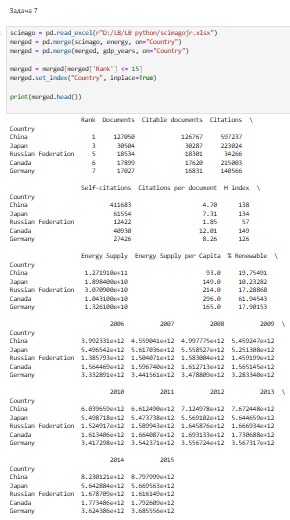 Задача 7
scimago = pd.read_excel(r"D:/LB/LB python/scimagojr.xlsx")
merged = pd.merge(scimago, energy, on="Country")
merged = pd.merge(merged, gdp_years, on="Country")
merged = merged[merged['Rank'] <= 15]
merged.set_index("Country", inplace=True)
print(merged.head())
Rank Documents Citable documents Citations \
Country
China 1 127050 126767 597237
Japan 3 30504 30287 223024
Russian Federation 5 18534 18301 34266
Canada 6 17899 17620 215003
Germany 7 17027 16831 140566
Self-citations Citations per document H index \
Country
China 411683 4.70 138
Japan 61554 7.31 134
Russian Federation 12422 1.85 57
Canada 40930 12.01 149
Germany 27426 8.26 126
Energy Supply Energy Supply per Capita % Renewable \
Country
China 1.271910e+11 93.0 19.75491
Japan 1.898400e+10 149.0 10.23282
Russian Federation 3.070900e+10 214.0 17.28868
Canada 1.043100e+10 296.0 61.94543
Germany 1.326100e+10 165.0 17.90153
2006 2007 2008 2009 \
Country
China 3.992331e+12 4.559041e+12 4.997775e+12 5.459247e+12
Japan 5.496542e+12 5.617036e+12 5.558527e+12 5.251308e+12
Russian Federation 1.385793e+12 1.504071e+12 1.583004e+12 1.459199e+12
Canada 1.564469e+12 1.596740e+12 1.612713e+12 1.565145e+12
Germany 3.332891e+12 3.441561e+12 3.478809e+12 3.283340e+12
2010 2011 2012 2013 \
Country
China 6.039659e+12 6.612490e+12 7.124978e+12 7.672448e+12
Japan 5.498718e+12 5.473738e+12 5.569102e+12 5.644659e+12
Russian Federation 1.524917e+12 1.589943e+12 1.645876e+12 1.666934e+12
Canada 1.613406e+12 1.664087e+12 1.693133e+12 1.730688e+12
Germany 3.417298e+12 3.542371e+12 3.556724e+12 3.567317e+12
2014 2015
Country
China 8.230121e+12 8.797999e+12
Japan 5.642884e+12 5.669563e+12
Russian Federation 1.678709e+12 1.616149e+12
Canada 1.773486e+12 1.792609e+12
Germany 3.624386e+12 3.685556e+12